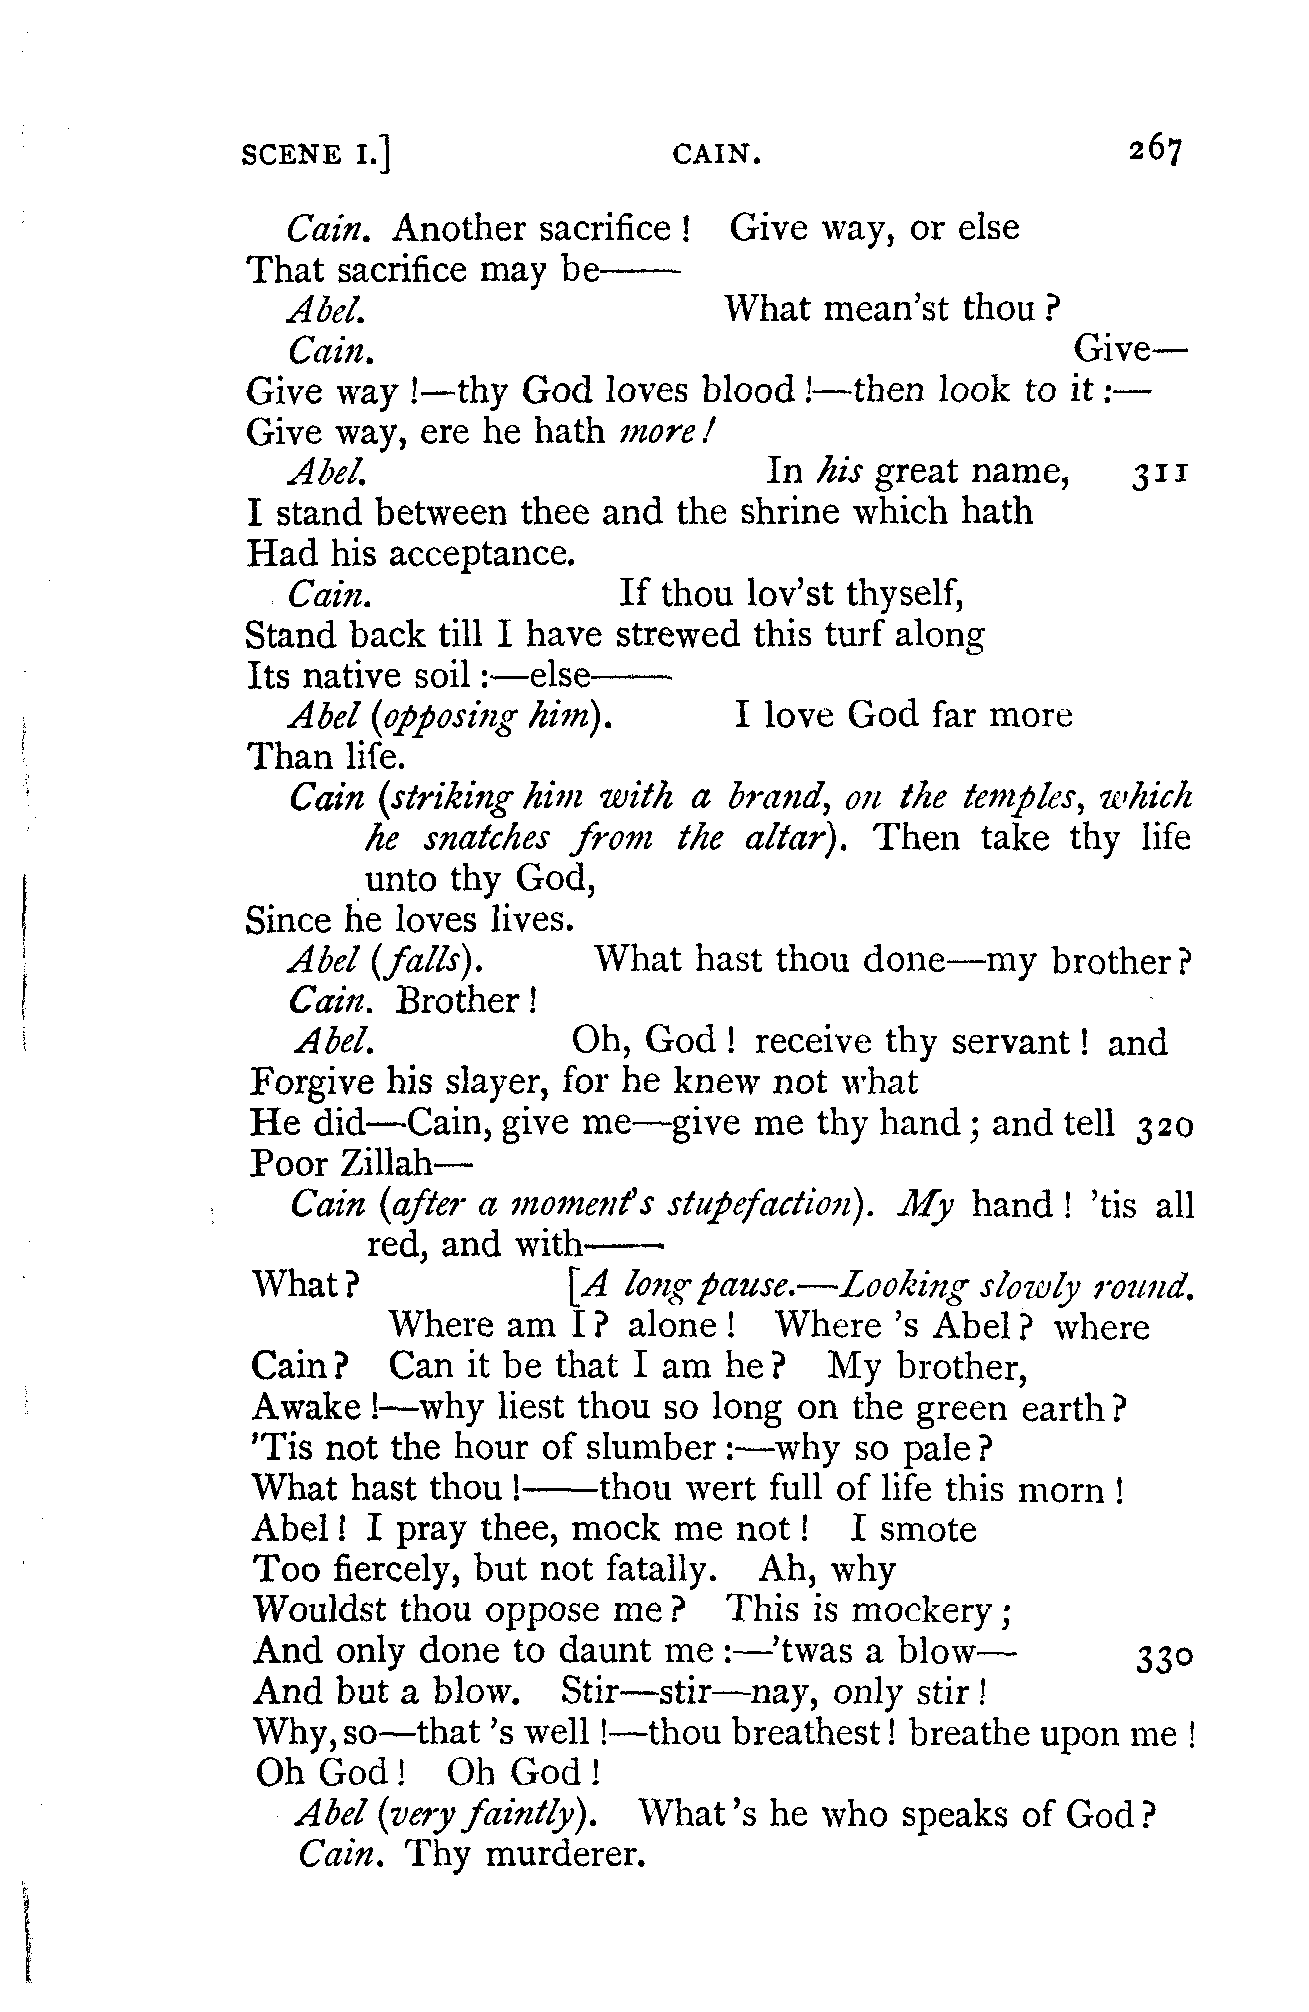 SCENE I.] CAIN. 267
Cain. Another sacrifice! Give way, or else
That sacrifice may be——
Abel. What mean'st thou?
Cain. Give—
Give way!—thy God loves blood!—then look to it:—
Give way, ere he hath more!
Abel. In his great name, 311
I stand between thee and the shrine which hath
Had his acceptance.
Cain. If thou lov'st thyself,
Stand back till I have strewed this turf along
Its native soil:—else——
Abel (opposing him). I love God far more
Than life.
Cain (striking him with a brand, on the temples, which
he snatches from the altar). Then take thy life
unto thy God,
Since he loves lives.
Abel (falls). What hast thou done—my brother?
Cain. Brother!
Abel. Oh, God! receive thy servant! and
Forgive his slayer, for he knew not what
He did—Cain, give me—give me thy hand; and tell 320
Poor Zillah—
Cain (after a moment's stupefaction). My hand! 'tis all
red, and with——
What? [A long pause.—Looking slowly round.
Where am I? alone! Where 's Abel? where
Cain? Can it be that I am he? My brother,
Awake!—why liest thou so long on the green earth?
'Tis not the hour of slumber:—why so pale?
What hast thou!——thou wert full of life this morn!
Abel! I pray thee, mock me not! I smote
Too fiercely, but not fatally. Ah, why
Wouldst thou oppose me? This is mockery;
And only done to daunt me:—'twas a blow— 330
And but a blow. Stir—stir—nay, only stir!
Why, so—that 's well!—thou breathest! breathe upon me!
Oh God! Oh God!
Abel (very faintly). What's he who speaks of God?
Cain. Thy murderer.